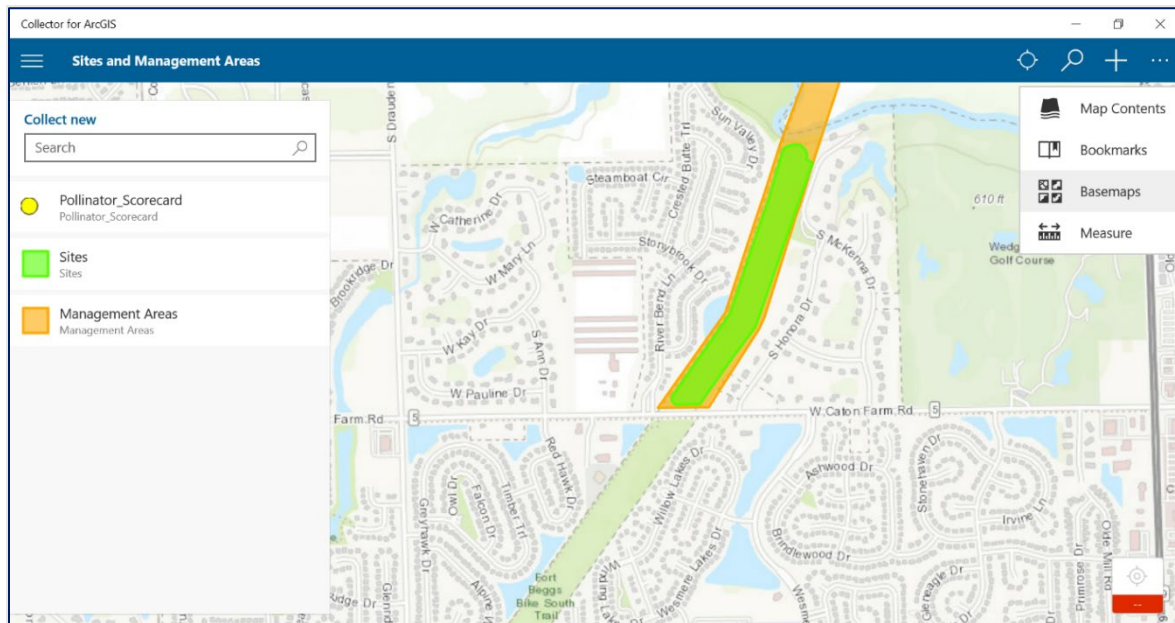 Collector for ArcGIS
Sites and Management Areas
Collect new
Search
Pollinator_Scorecard
Pollinator_Scorecard
Sites
Sites
Management Areas
Management Areas
Map Contents
Bookmarks
Basemaps
Measure
S Drauden
Sun Valley Dr
Steamboat Cir
Crested Butte Trl
W Catherine Dr
W Mary Ln
Stonybrook Dr
S McKenna Dr
610 ft
Golf Course
Brookridge Dr
River Bend Ln
W Kay Dr
S Ann Dr
S Honora Dr
W Pauline Dr
Farm Rd
5
W Caton Farm Rd
5
Red Hawk Dr
Owl Dr
Falcon Dr
Timber Trl
Greyhawk Dr
Willow Lakes Dr
Ashwood Dr
Stonehaven Dr
Irvine Ln
Brindlewood Dr
Wesmere Lakes Dr
Gleneagle Dr
Primrose Dr
Olde Mill Rd
Alpine
Fort
Beggs
Bike South
Trail
--